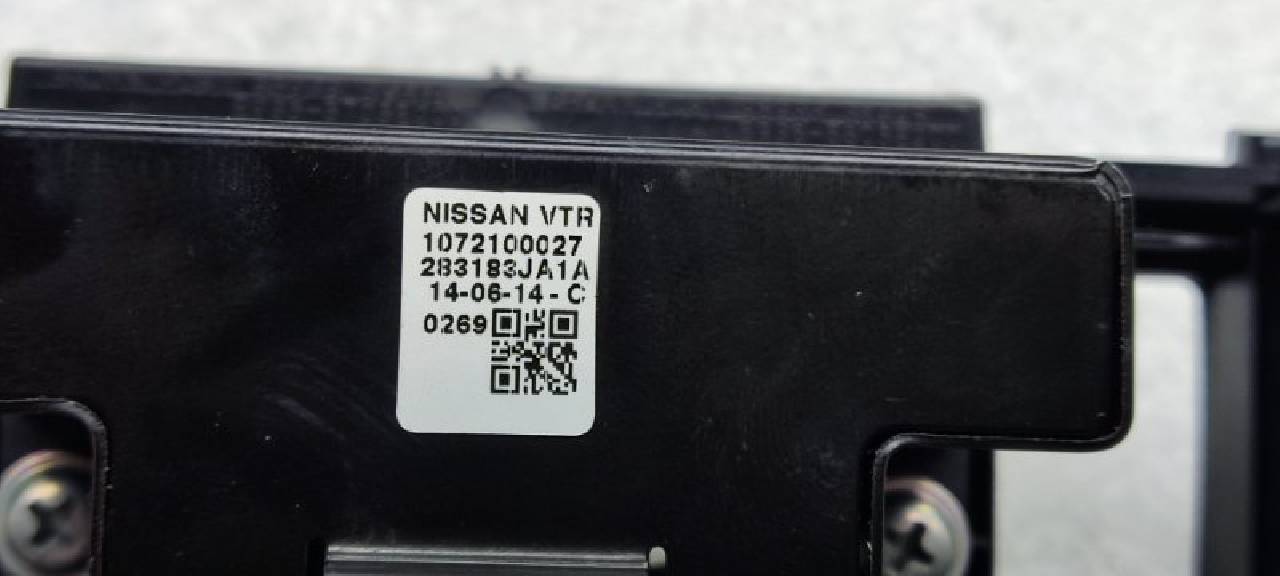 NISSAN VTR
1072100027
283183JA1A
14-06-14-C
0269